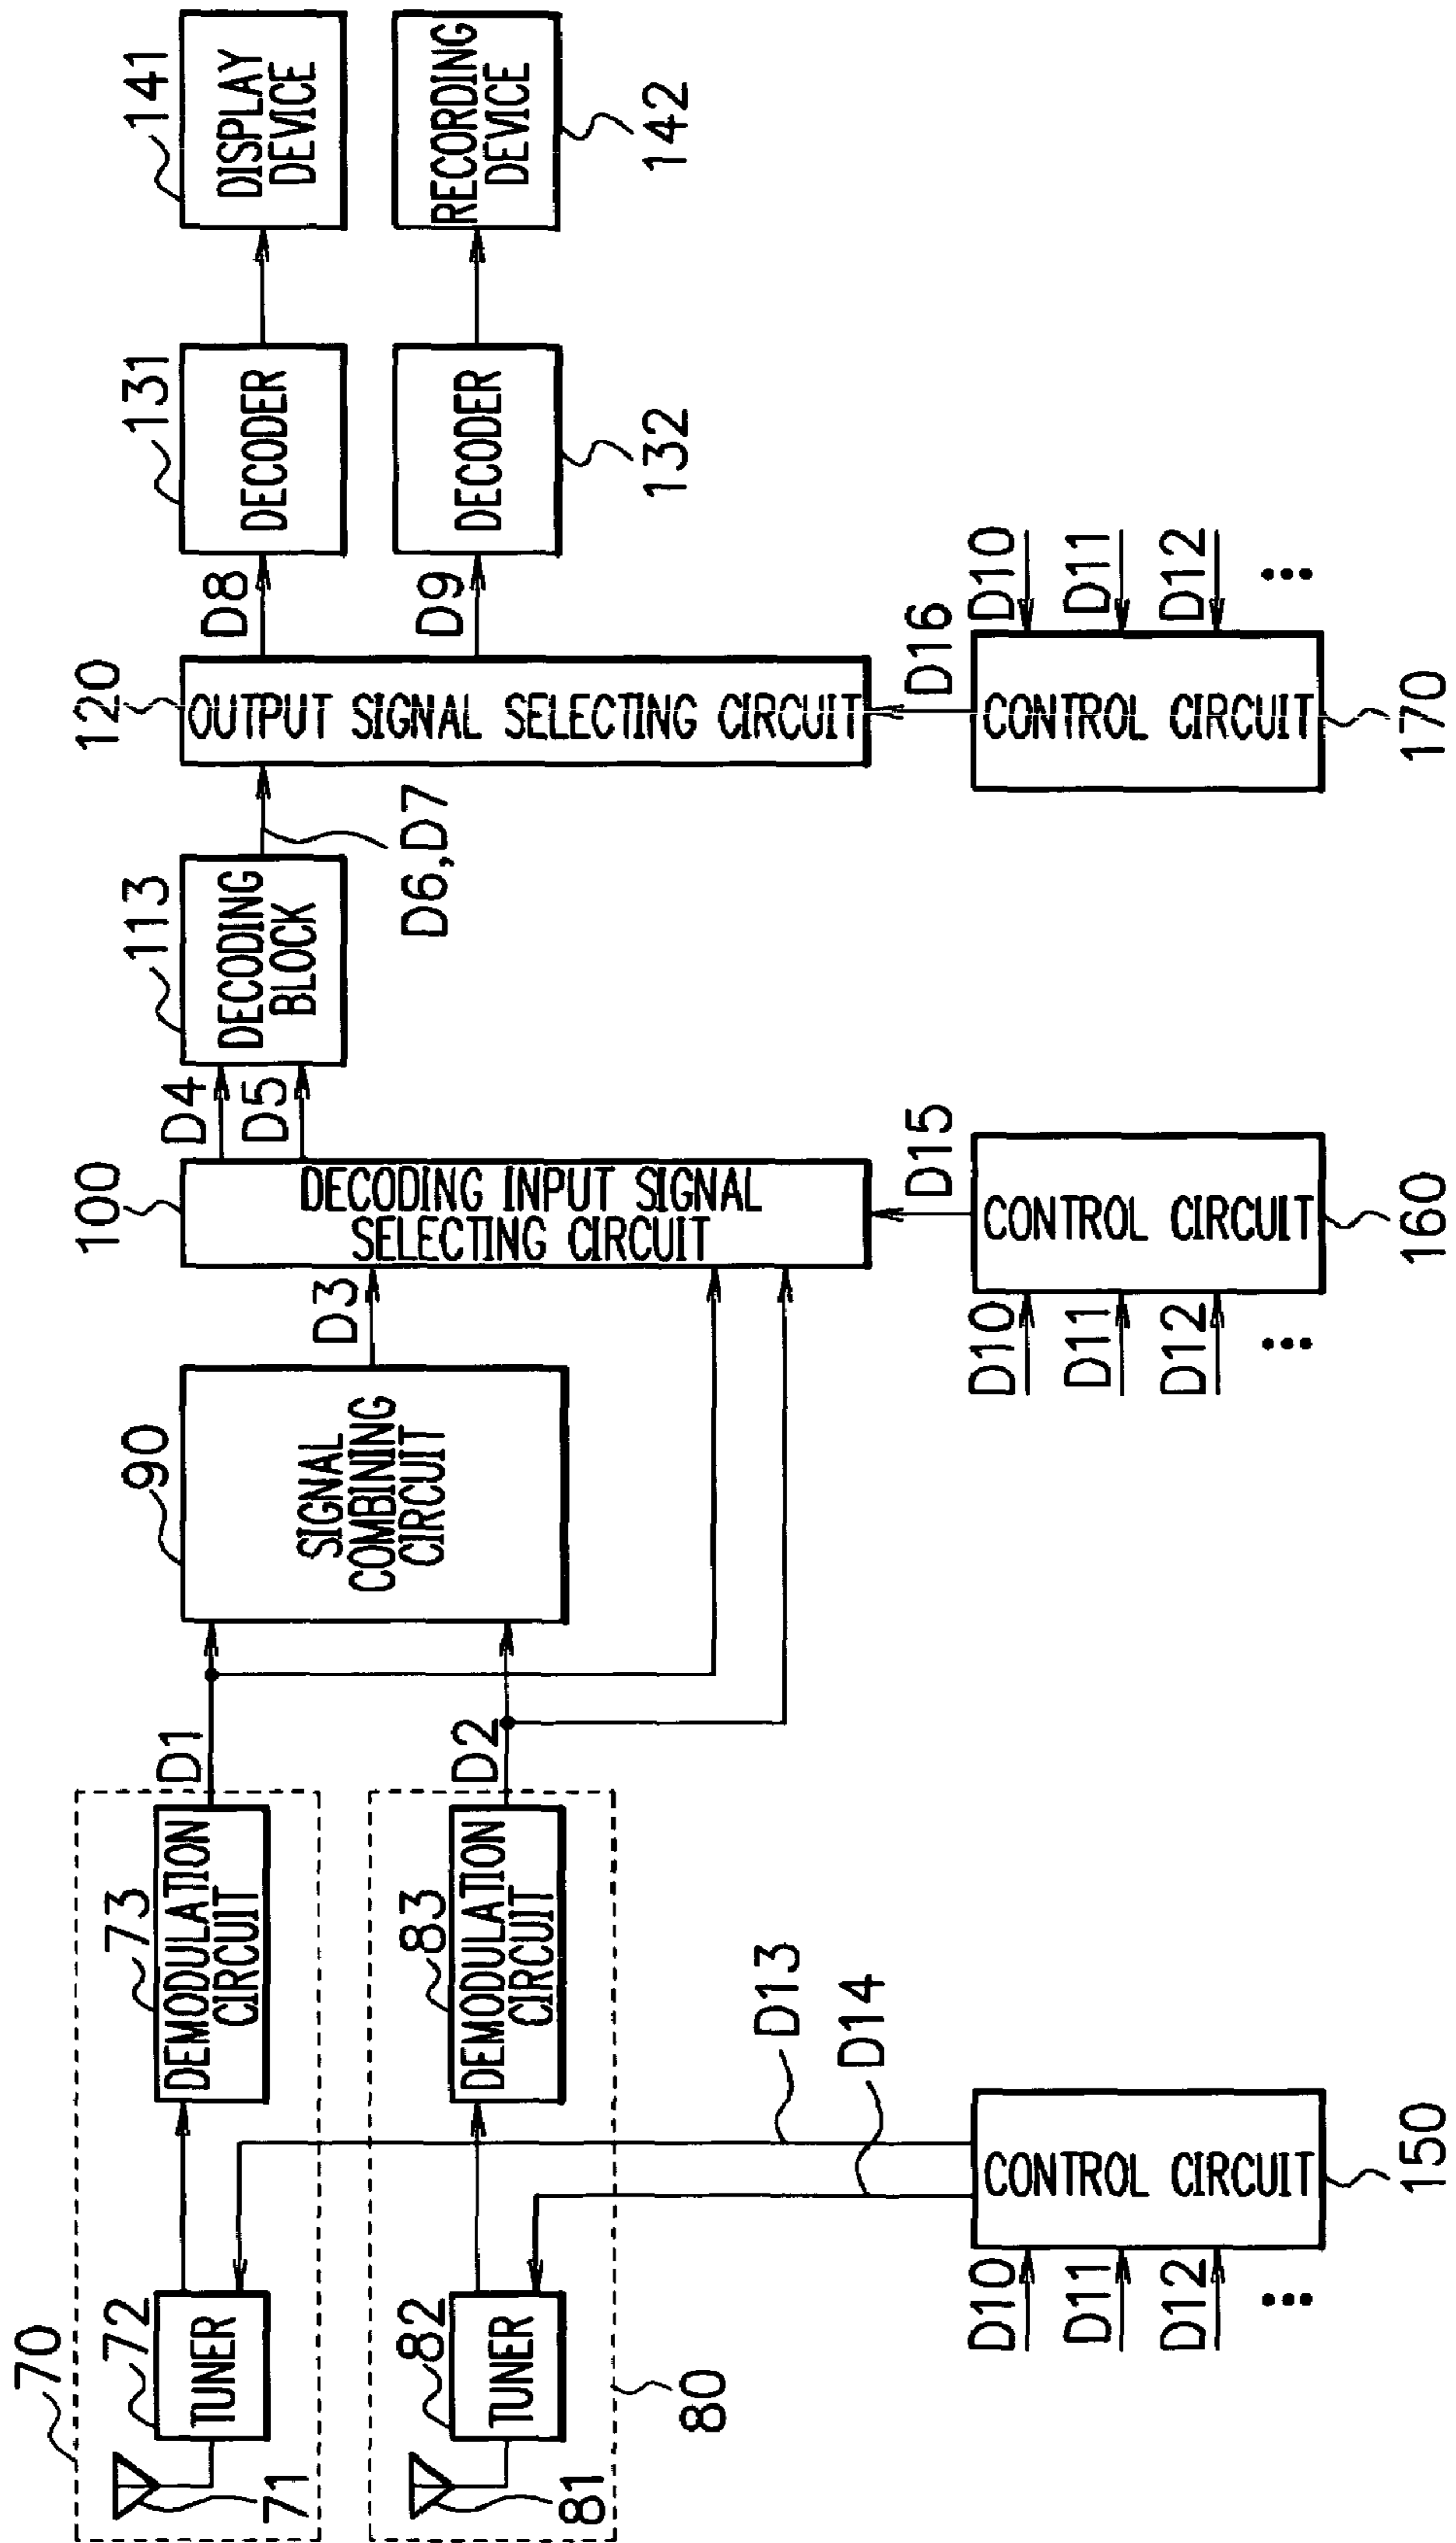 70
71
72
TUNER
73
DEMODULATION
CIRCUIT
D1
80
81
82
TUNER
83
DEMODULATION
CIRCUIT
D2
90
SIGNAL
COMBINING
CIRCUIT
D3
100
DECODING INPUT SIGNAL
SELECTING CIRCUIT
D4
D5
113
DECODING
BLOCK
D6,D7
120
OUTPUT SIGNAL SELECTING CIRCUIT
D8
D9
131
DECODER
132
DECODER
141
DISPLAY
DEVICE
142
RECORDING
DEVICE
D13
D14
D10
D11
D12
...
CONTROL CIRCUIT
150
D15
D10
D11
D12
...
CONTROL CIRCUIT
160
D16
D10
D11
D12
...
CONTROL CIRCUIT
170